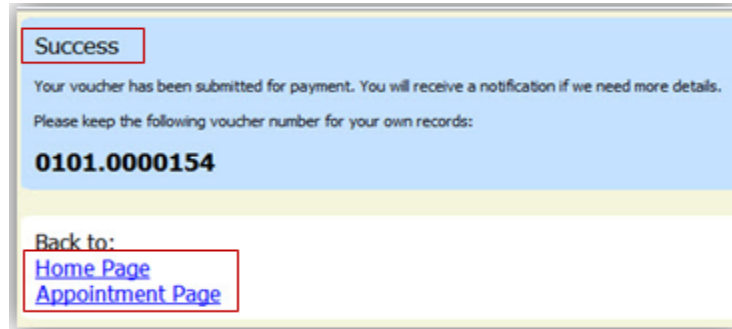 Success
Your voucher has been submitted for payment. You will receive a notification if we need more details.
Please keep the following voucher number for your own records:
0101.0000154
Back to:
Home Page
Appointment Page